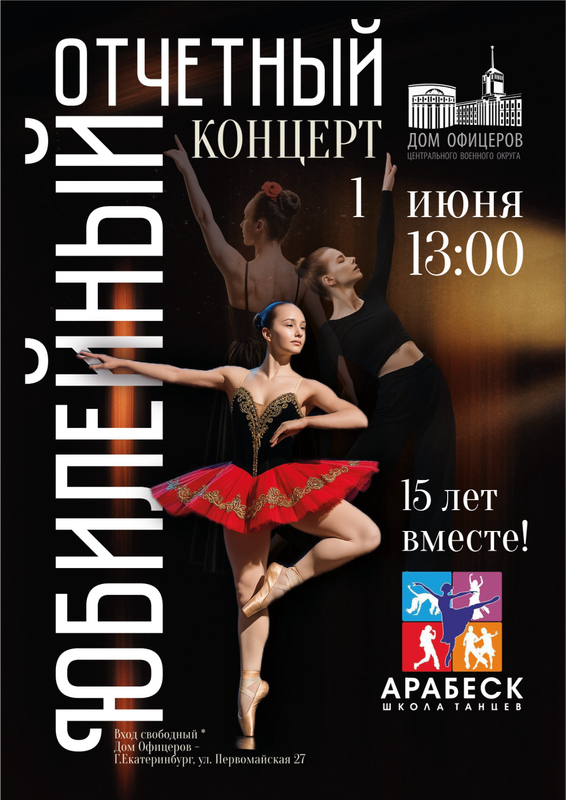 ЮБИЛЕЙНЫЙ
ОТЧЕТНЫЙ
КОНЦЕРТ
ДОМ ОФИЦЕРОВ
ЦЕНТРАЛЬНОГО ВОЕННОГО ОКРУГА
1 июня
13:00
15 лет
вместе!
АРАБЕСК
ШКОЛА ТАНЦЕВ
Вход свободный *
Дом Офицеров -
Г.Екатеринбург, ул. Первомайская 27